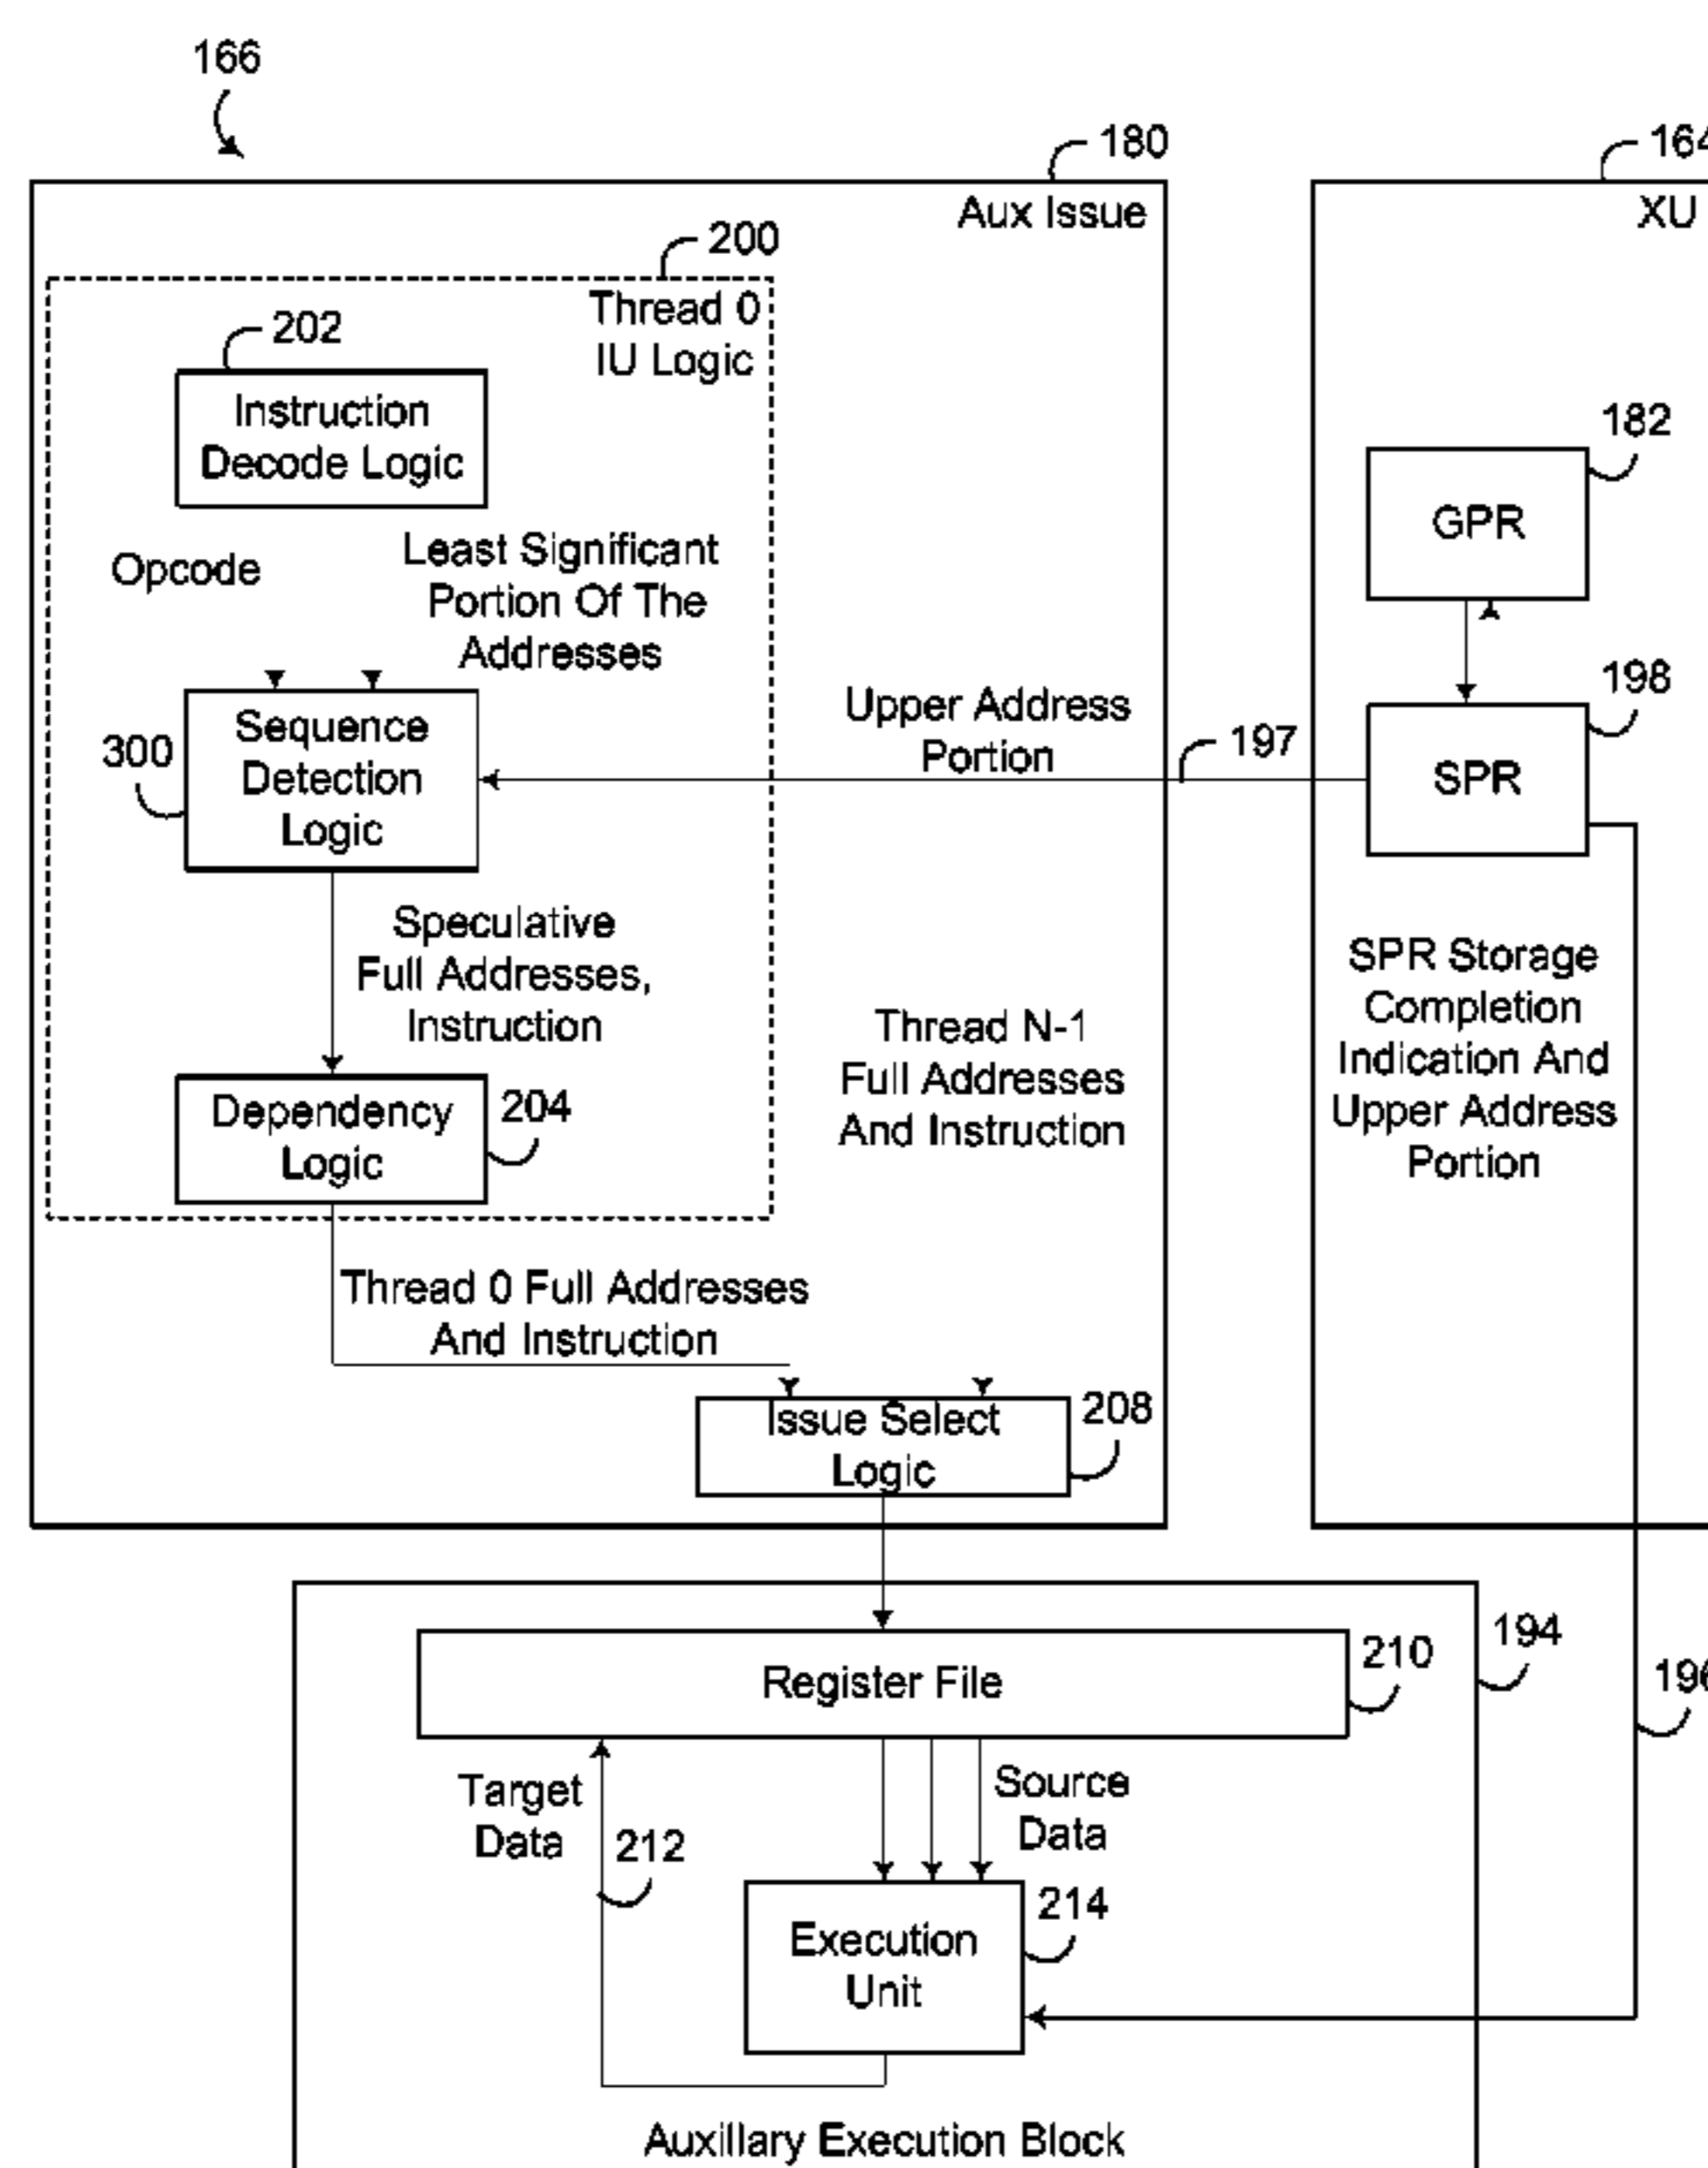 166
180
Aux Issue
164
XU
200
Thread 0
IU Logic
202
Instruction
Decode Logic
Opcode
Least Significant
Portion Of The
Addresses
182
GPR
198
SPR
300
Sequence
Detection
Logic
Upper Address
Portion
197
Speculative
Full Addresses,
Instruction
Thread N-1
Full Addresses
And Instruction
SPR Storage
Completion
Indication And
Upper Address
Portion
Dependency
Logic
204
Thread 0 Full Addresses
And Instruction
Issue Select
Logic
208
Register File
210
194
196
Target
Data
212
Source
Data
Execution
Unit
214
Auxillary Execution Block